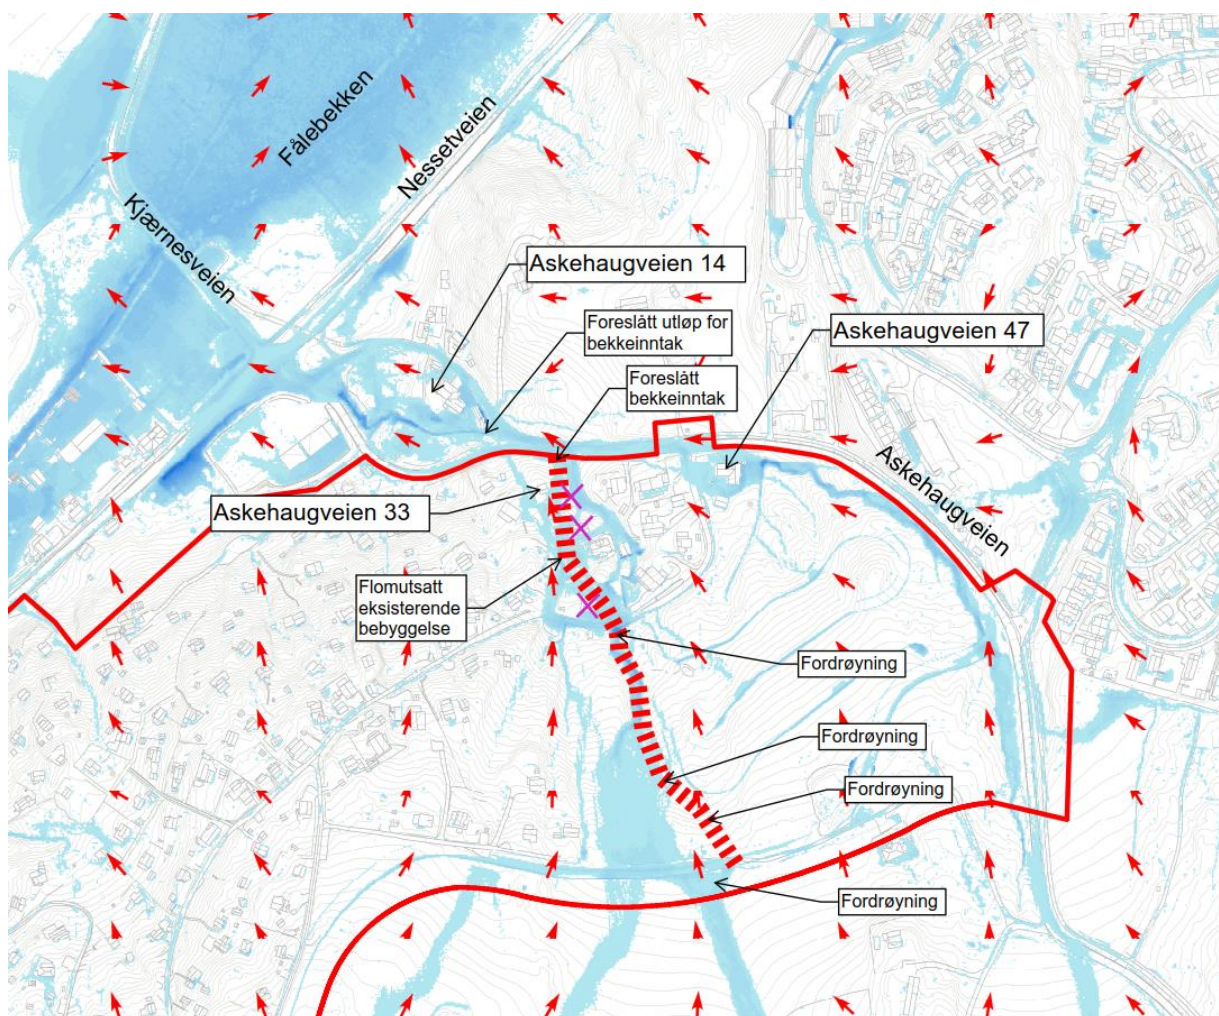 Fålebekken
Nessetveien
Kjærnesveien
Askehaugveien 14
Foreslått utløp for
bekkeinntak
Askehaugveien 47
Foreslått
bekkeinntak
Askehaugveien
Askehaugveien 33
Flomutsatt
eksisterende
bebyggelse
Fordrøyning
Fordrøyning
Fordrøyning
Fordrøyning